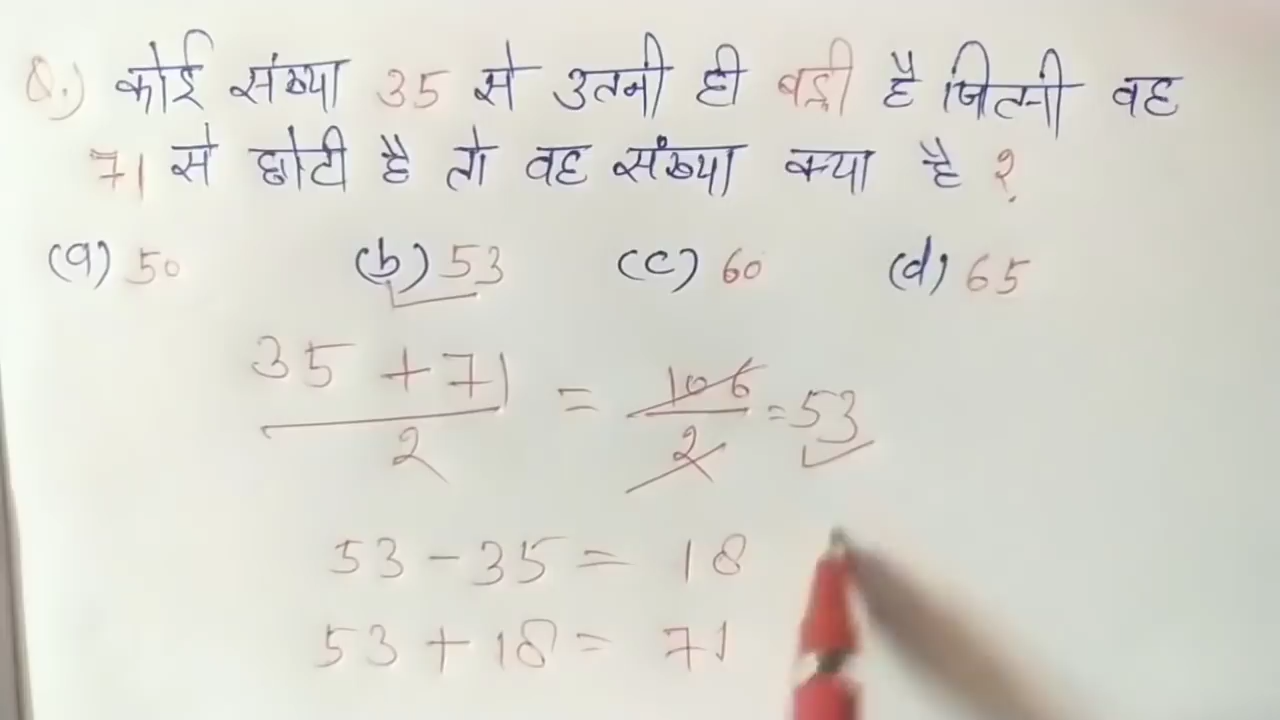 Q.) कोई संख्या 35 से उतनी ही बड़ी है जितनी वह
71 से छोटी है तो वह संख्या क्या है ?
(a) 50 (b) 53 (c) 60 (d) 65
35 + 71 / 2 = 106 / 2 = 53
53 - 35 = 18
53 + 18 = 71